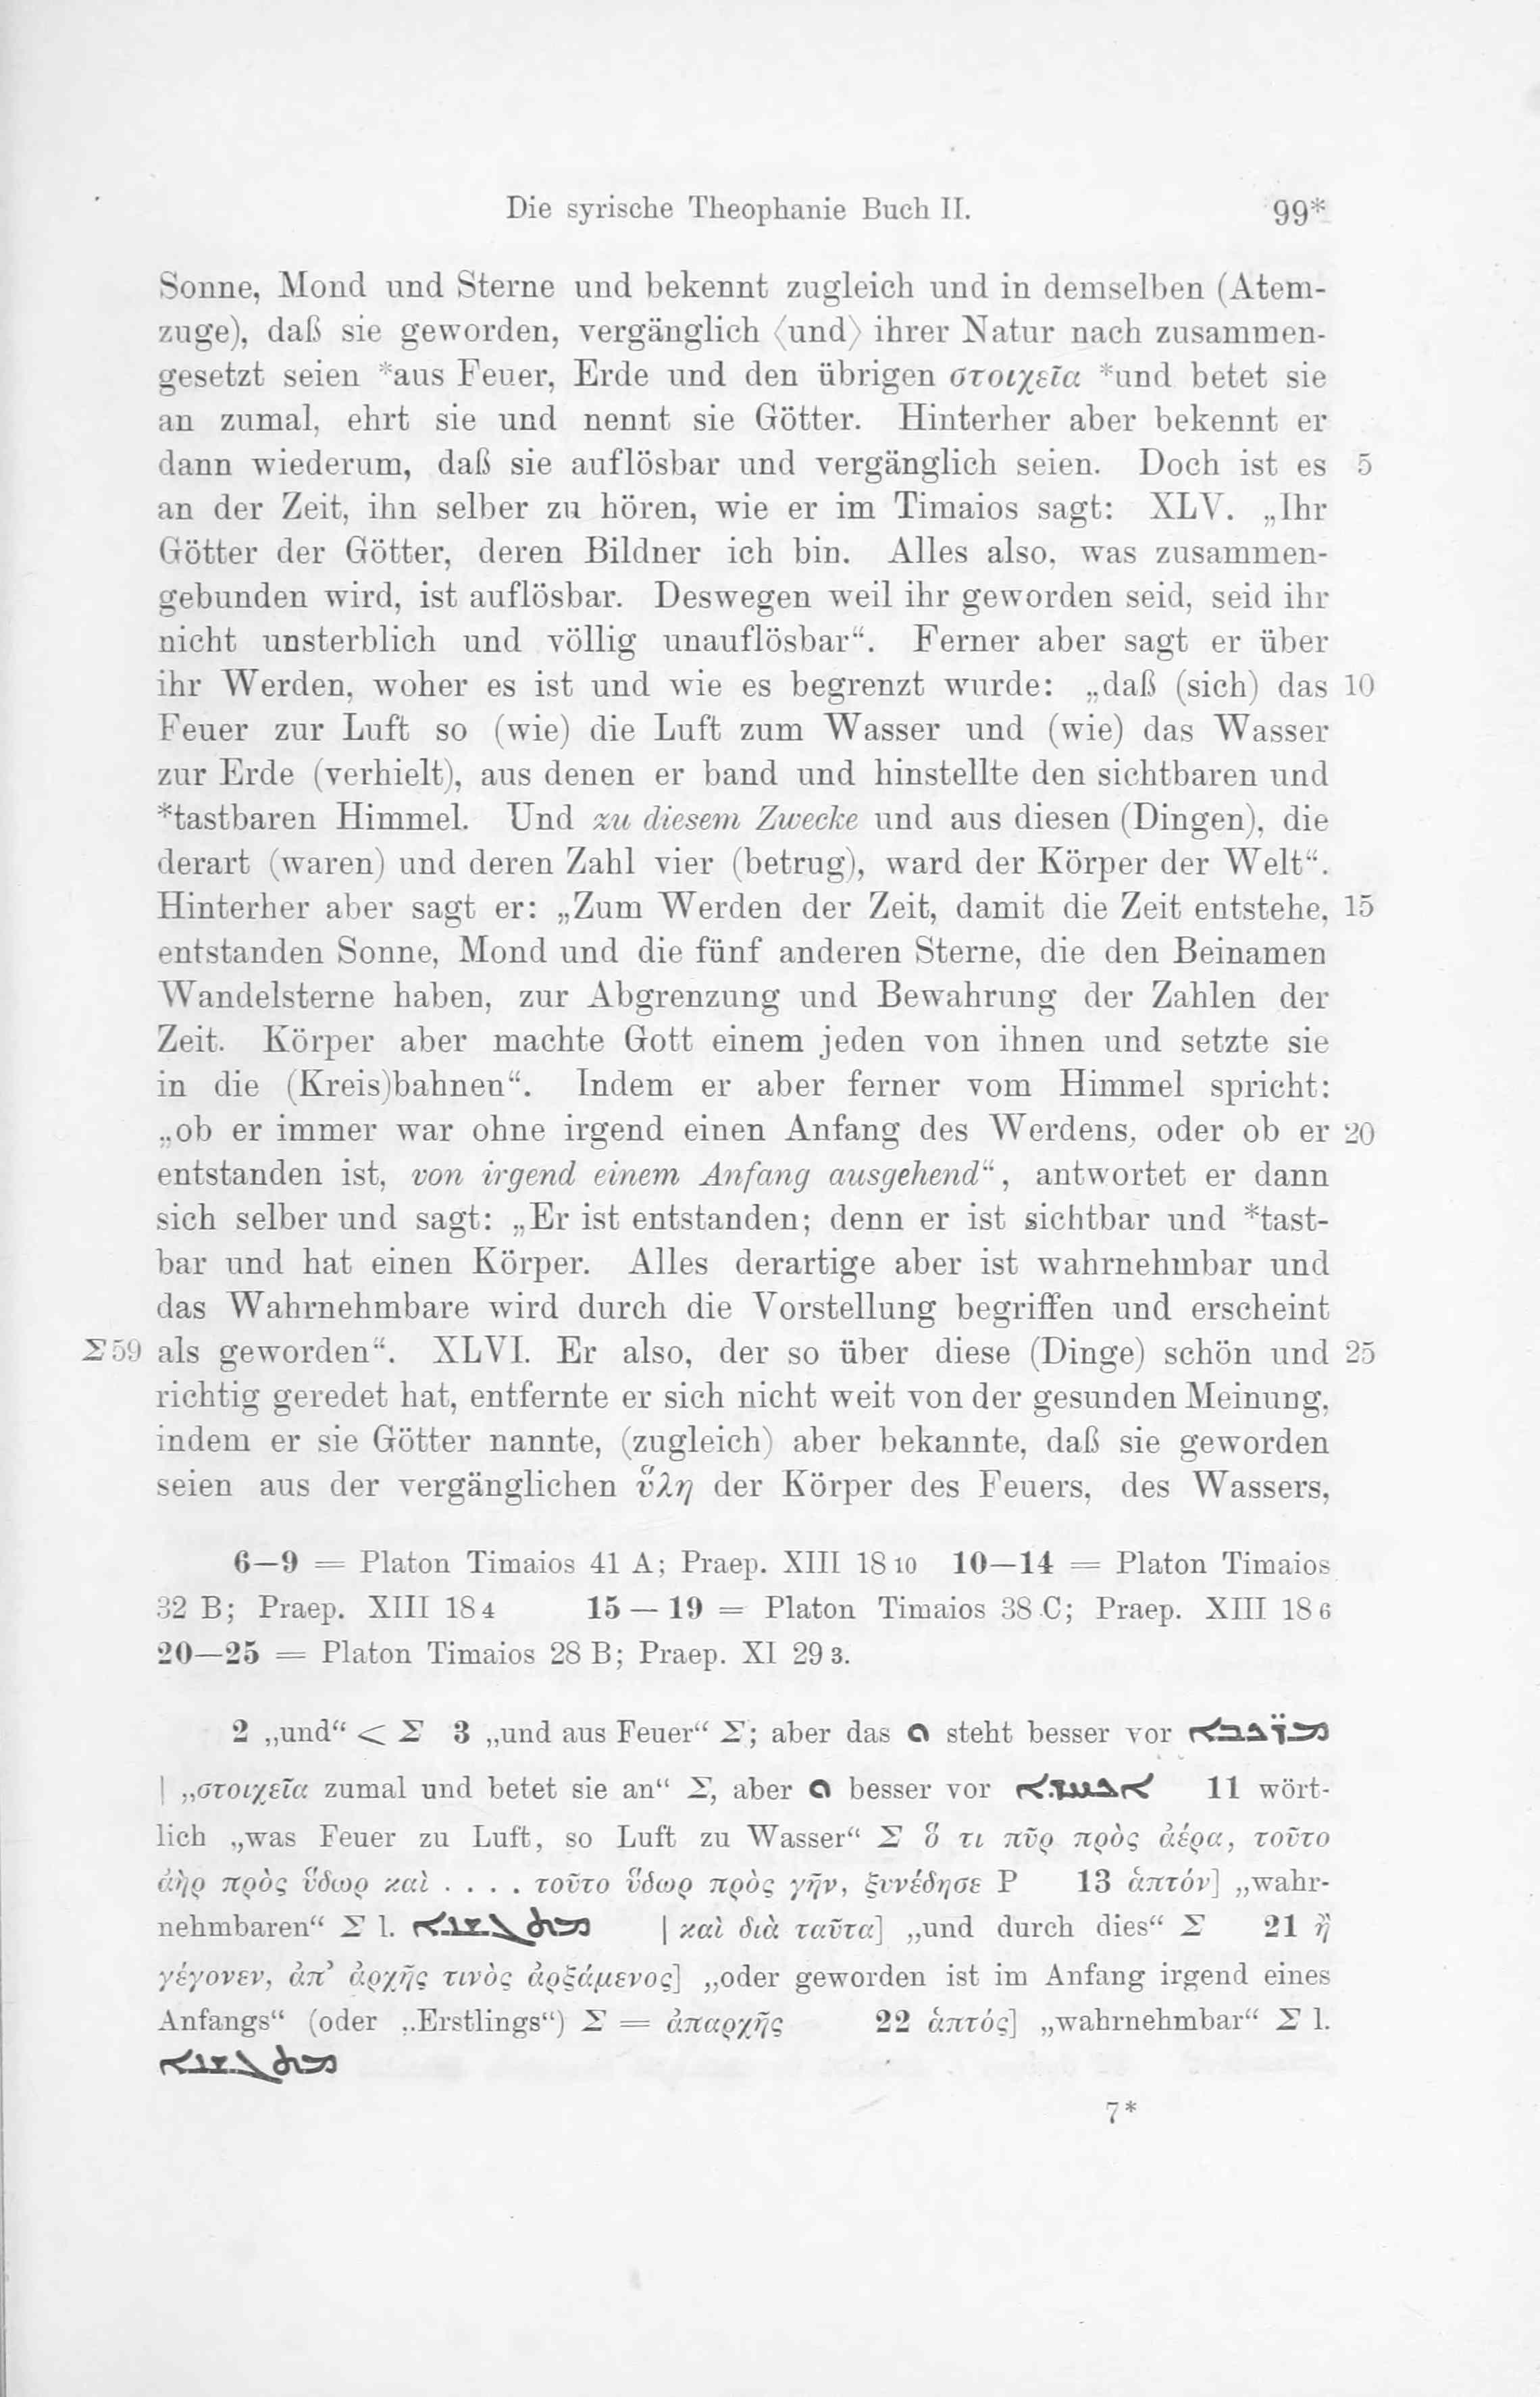 Die syrische Theophanie Buch II. 99*
Sonne, Mond und Sterne und bekennt zugleich und in demselben (Atem-
zuge), daß sie geworden, vergänglich ⟨und⟩ ihrer Natur nach zusammen-
gesetzt seien *aus Feuer, Erde und den übrigen στοιχεῖα *und betet sie
an zumal, ehrt sie und nennt sie Götter. Hinterher aber bekennt er
dann wiederum, daß sie auflösbar und vergänglich seien. Doch ist es 5
an der Zeit, ihn selber zu hören, wie er im Timaios sagt: XLV. „Ihr
Götter der Götter, deren Bildner ich bin. Alles also, was zusammen-
gebunden wird, ist auflösbar. Deswegen weil ihr geworden seid, seid ihr
nicht unsterblich und völlig unauflösbar“. Ferner aber sagt er über
ihr Werden, woher es ist und wie es begrenzt wurde: „daß (sich) das 10
Feuer zur Luft so (wie) die Luft zum Wasser und (wie) das Wasser
zur Erde (verhielt), aus denen er band und hinstellte den sichtbaren und
*tastbaren Himmel. Und zu diesem Zwecke und aus diesen (Dingen), die
derart (waren) und deren Zahl vier (betrug), ward der Körper der Welt“.
Hinterher aber sagt er: „Zum Werden der Zeit, damit die Zeit entstehe, 15
entstanden Sonne, Mond und die fünf anderen Sterne, die den Beinamen
Wandelsterne haben, zur Abgrenzung und Bewahrung der Zahlen der
Zeit. Körper aber machte Gott einem jeden von ihnen und setzte sie
in die (Kreis)bahnen“. Indem er aber ferner vom Himmel spricht:
„ob er immer war ohne irgend einen Anfang des Werdens, oder ob er 20
entstanden ist, von irgend einem Anfang ausgehend“, antwortet er dann
sich selber und sagt: „Er ist entstanden; denn er ist sichtbar und *tast-
bar und hat einen Körper. Alles derartige aber ist wahrnehmbar und
das Wahrnehmbare wird durch die Vorstellung begriffen und erscheint
Σ 59 als geworden“. XLVI. Er also, der so über diese (Dinge) schön und 25
richtig geredet hat, entfernte er sich nicht weit von der gesunden Meinung,
indem er sie Götter nannte, (zugleich) aber bekannte, daß sie geworden
seien aus der vergänglichen ὕλη der Körper des Feuers, des Wassers,
6—9 = Platon Timaios 41 A; Praep. XIII 18 10 10—14 = Platon Timaios
32 B; Praep. XIII 18 4 15—19 = Platon Timaios 38 C; Praep. XIII 18 6
20—25 = Platon Timaios 28 B; Praep. XI 29 3.
2 „und“ < Σ 3 „und aus Feuer“ Σ; aber das ܘ steht besser vor ܡܪ̈ܟܒܐ
| „στοιχεῖα zumal und betet sie an“ Σ, aber ܘ besser vor 11 wört-
lich „was Feuer zu Luft, so Luft zu Wasser“ Σ ὅ τι πῦρ πρὸς ἀέρα, τοῦτο
ἀὴρ πρὸς ὕδωρ καὶ . . . . τοῦτο ὕδωρ πρὸς γῆν, ξυνέδησε P 13 ἁπτόν] „wahr-
nehmbaren“ Σ l. ܡܬܓܫܢܐ | καὶ διὰ ταῦτα] „und durch dies“ Σ 21 ἢ
γέγονεν, ἀπ’ ἀρχῆς τινὸς ἀρξάμενος] „oder geworden ist im Anfang irgend eines
Anfangs“ (oder „Erstlings“) Σ = ἀπαρχῆς 22 ἁπτός] „wahrnehmbar“ Σ l.
ܡܬܓܫܢܐ
7*